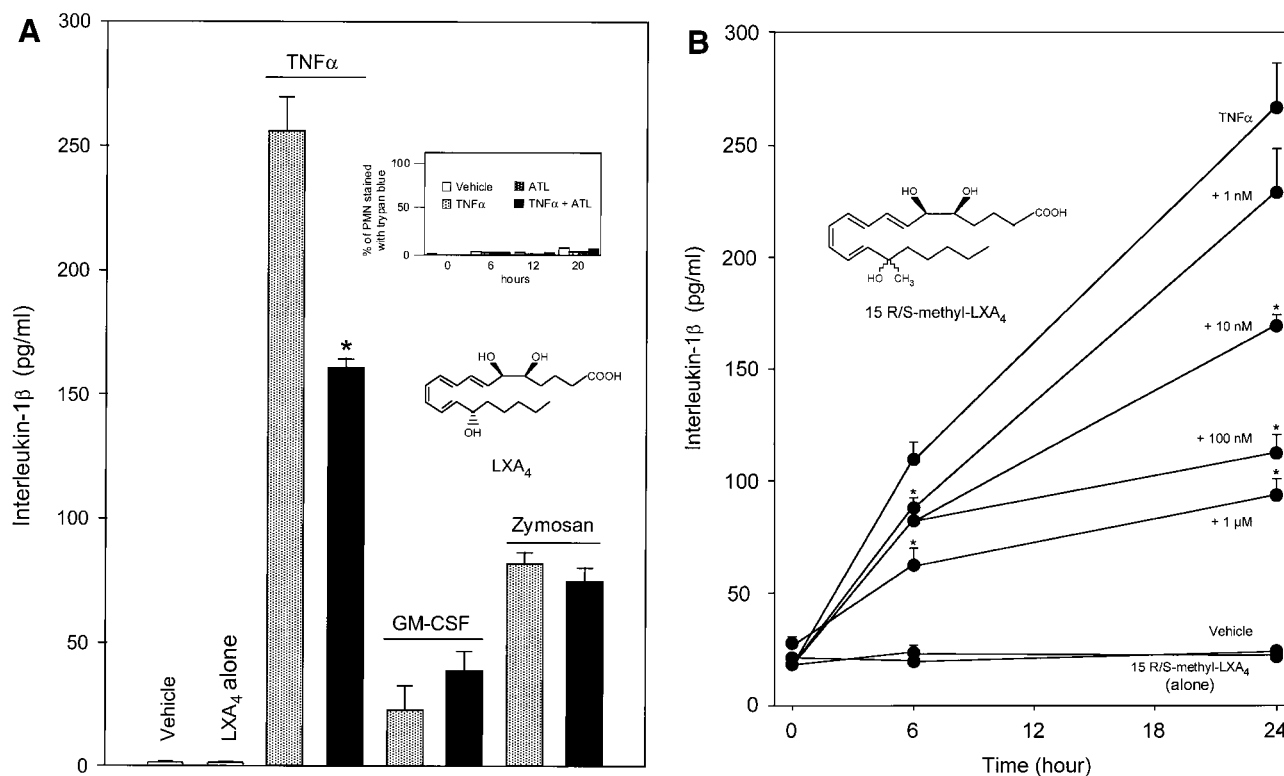 A
300
250
200
150
100
50
0
Interleukin-1β (pg/ml)
TNFα
% of PMN stained
with trypan blue
100
50
0
Vehicle
ATL
TNFα
TNFα + ATL
0
6
12
20
hours
HO
OH
COOH
OH
LXA4
*
Vehicle
LXA4 alone
GM-CSF
Zymosan
B
300
250
200
150
100
50
0
Interleukin-1β (pg/ml)
HO
OH
COOH
HO
CH3
15 R/S-methyl-LXA4
TNFα
+ 1 nM
*
+ 10 nM
*
+ 100 nM
*
+ 1 µM
*
*
Vehicle
15 R/S-methyl-LXA4
(alone)
0
6
12
18
24
Time (hour)